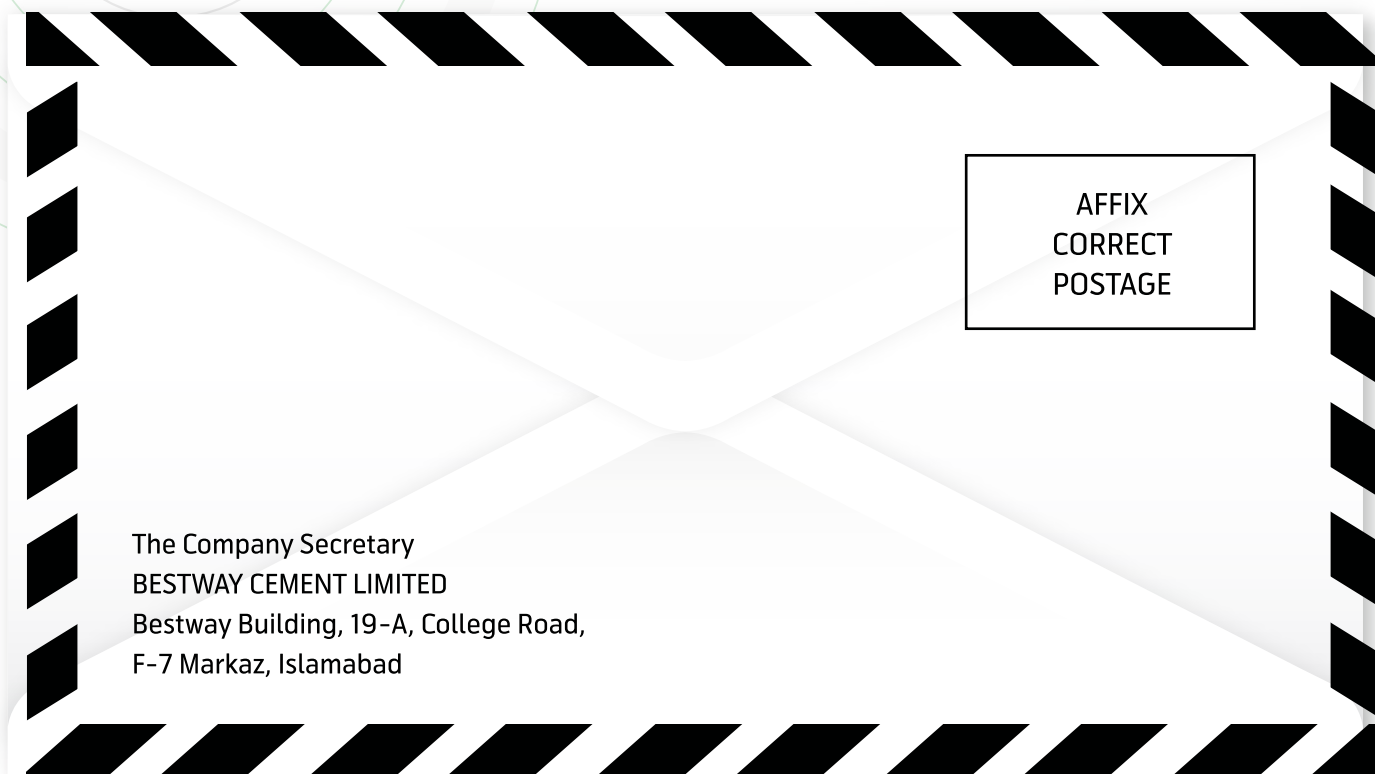 AFFIX
CORRECT
POSTAGE
The Company Secretary
BESTWAY CEMENT LIMITED
Bestway Building, 19-A, College Road,
F-7 Markaz, Islamabad